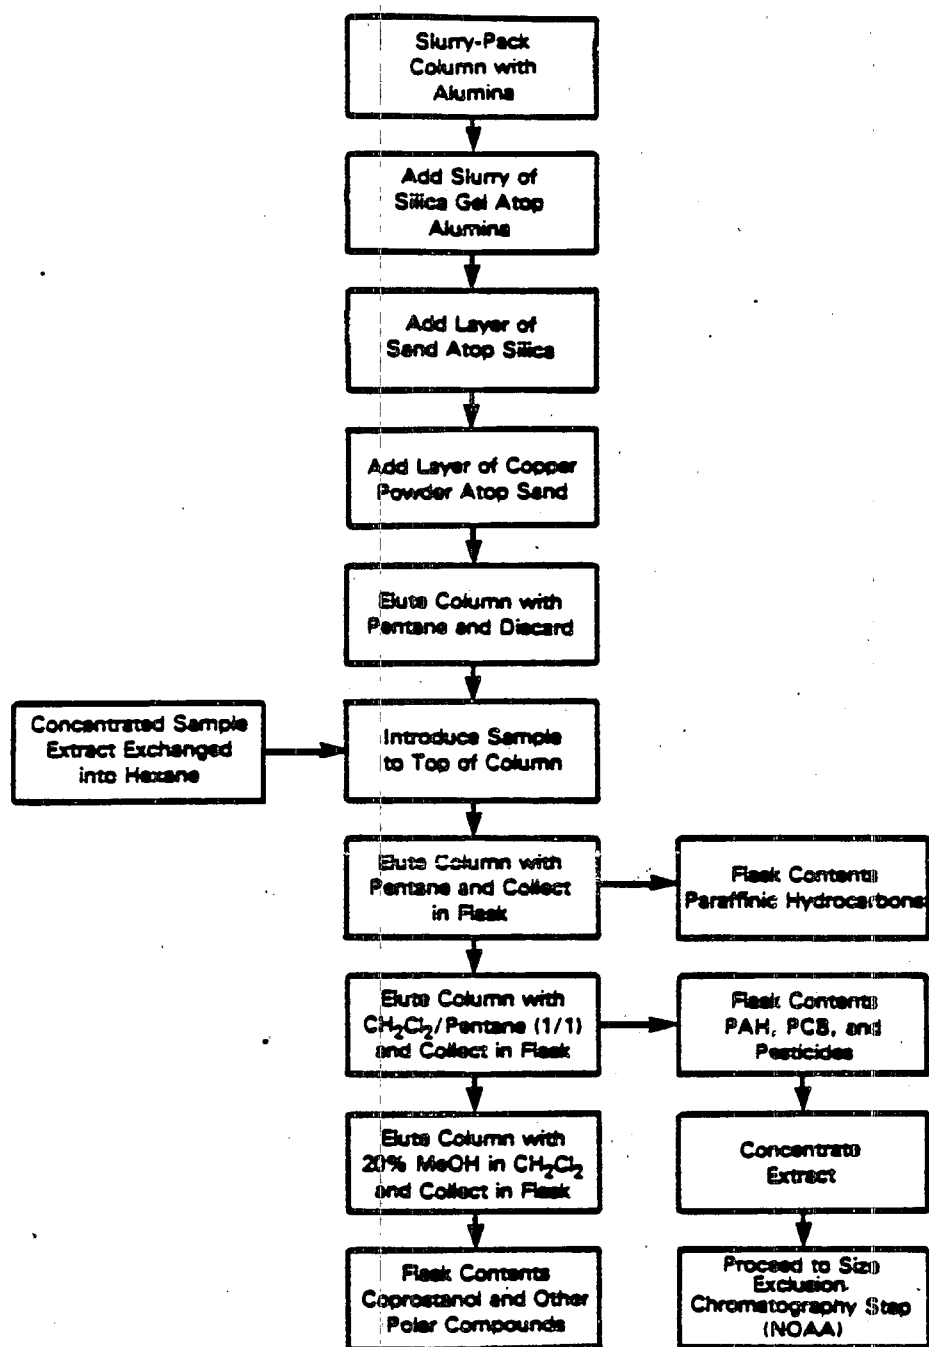 Slurry-Pack
Column with
Alumina
Add Slurry of
Silica Gel Atop
Alumina
Add Layer of
Sand Atop Silica
Add Layer of Copper
Powder Atop Sand
Elute Column with
Pentane and Discard
Concentrated Sample
Extract Exchanged
into Hexane
Introduce Sample
to Top of Column
Elute Column with
Pentane and Collect
in Flask
Flask Contents
Paraffinic Hydrocarbons
Elute Column with
CH₂Cl₂/Pentane (1/1)
and Collect in Flask
Flask Contents
PAH, PCB, and
Pesticides
Elute Column with
20% MeOH in CH₂Cl₂
and Collect in Flask
Concentrate
Extract
Flask Contents
Coprostanol and Other
Polar Compounds
Proceed to Size
Exclusion
Chromatography Step
(NOAA)